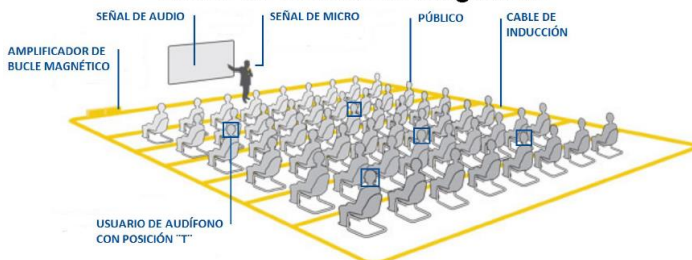 SEÑAL DE AUDIO
SEÑAL DE MICRO
PÚBLICO
CABLE DE
INDUCCIÓN
AMPLIFICADOR DE
BUCLE MAGNÉTICO
USUARIO DE AUDÍFONO
CON POSICIÓN ¨T¨